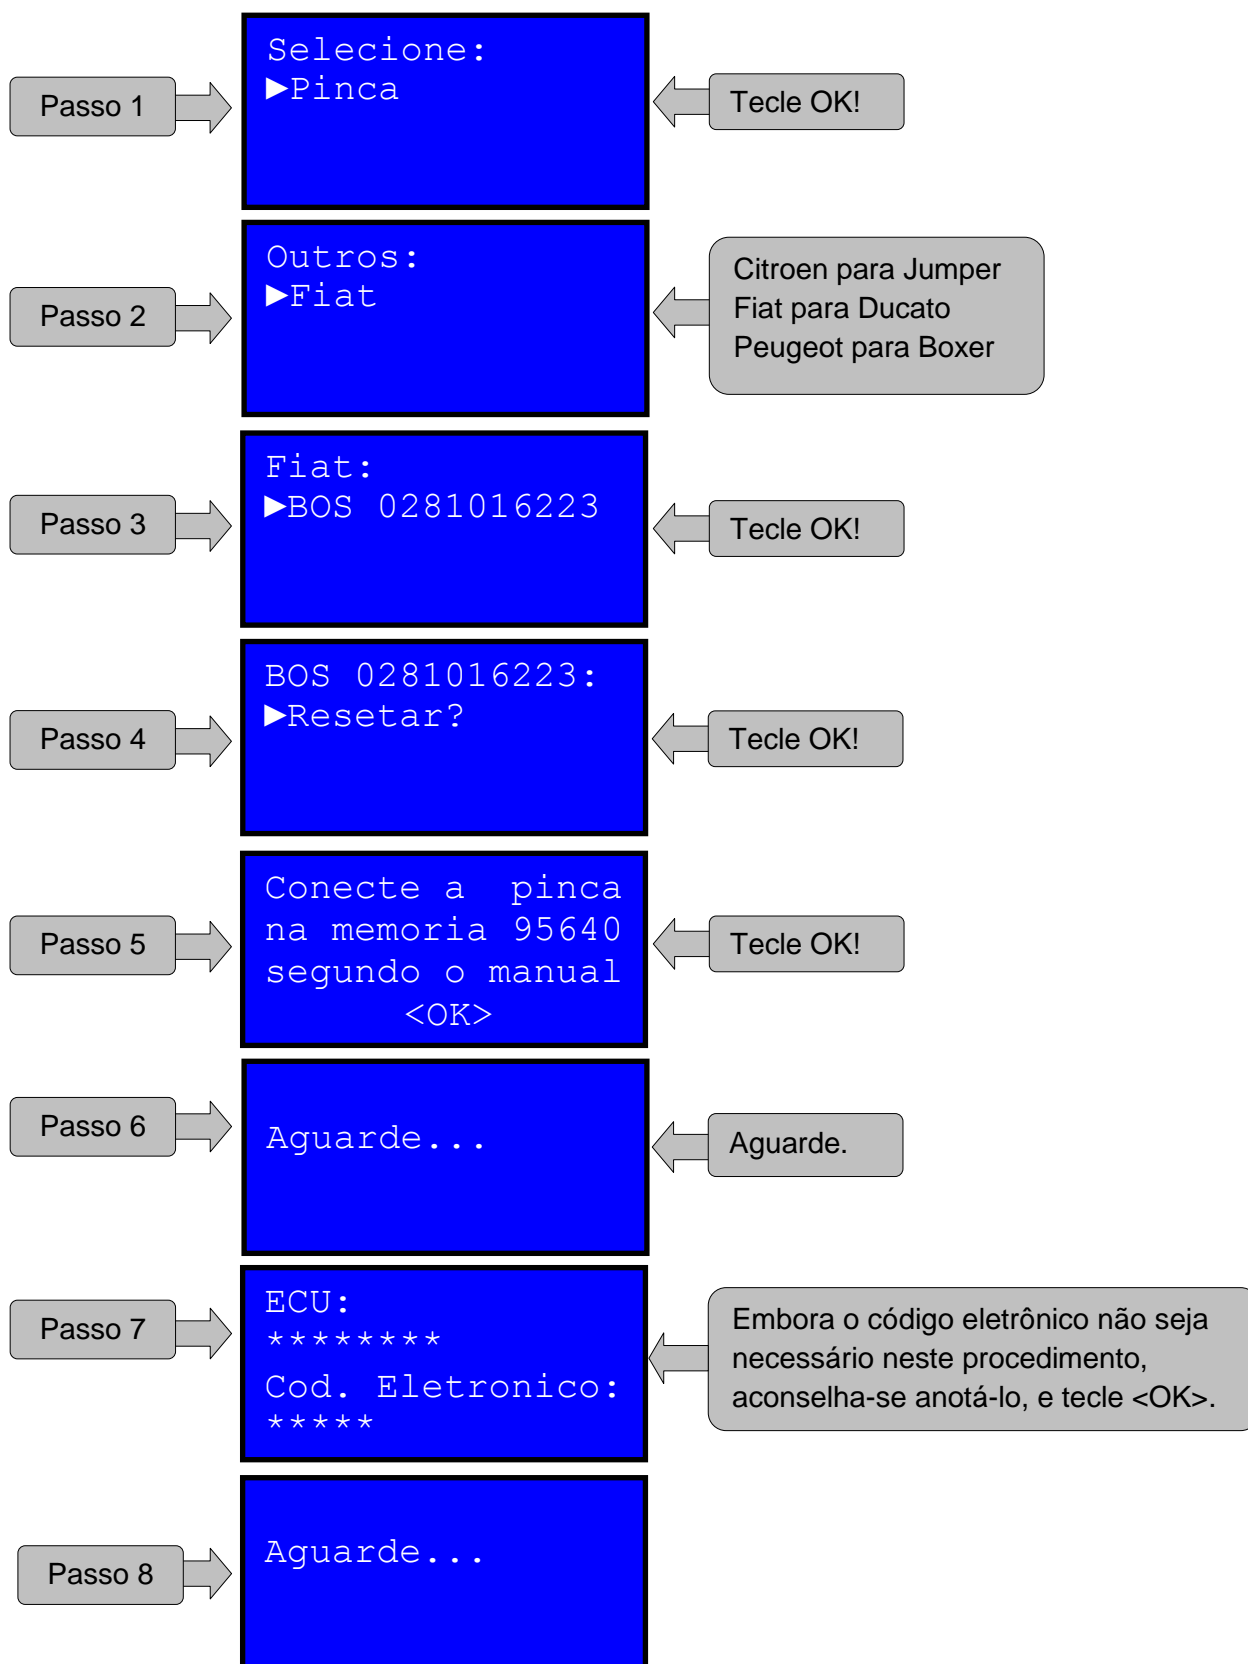 Passo 1
Selecione:
►Pinca
Tecle OK!
Passo 2
Outros:
►Fiat
Citroen para Jumper
Fiat para Ducato
Peugeot para Boxer
Passo 3
Fiat:
►BOS 0281016223
Tecle OK!
Passo 4
BOS 0281016223:
►Resetar?
Tecle OK!
Passo 5
Conecte a  pinca
na memoria 95640
segundo o manual
<OK>
Tecle OK!
Passo 6
Aguarde...
Aguarde.
Passo 7
ECU:
********
Cod. Eletronico:
*****
Embora o código eletrônico não seja
necessário neste procedimento,
aconselha-se anotá-lo, e tecle <OK>.
Passo 8
Aguarde...